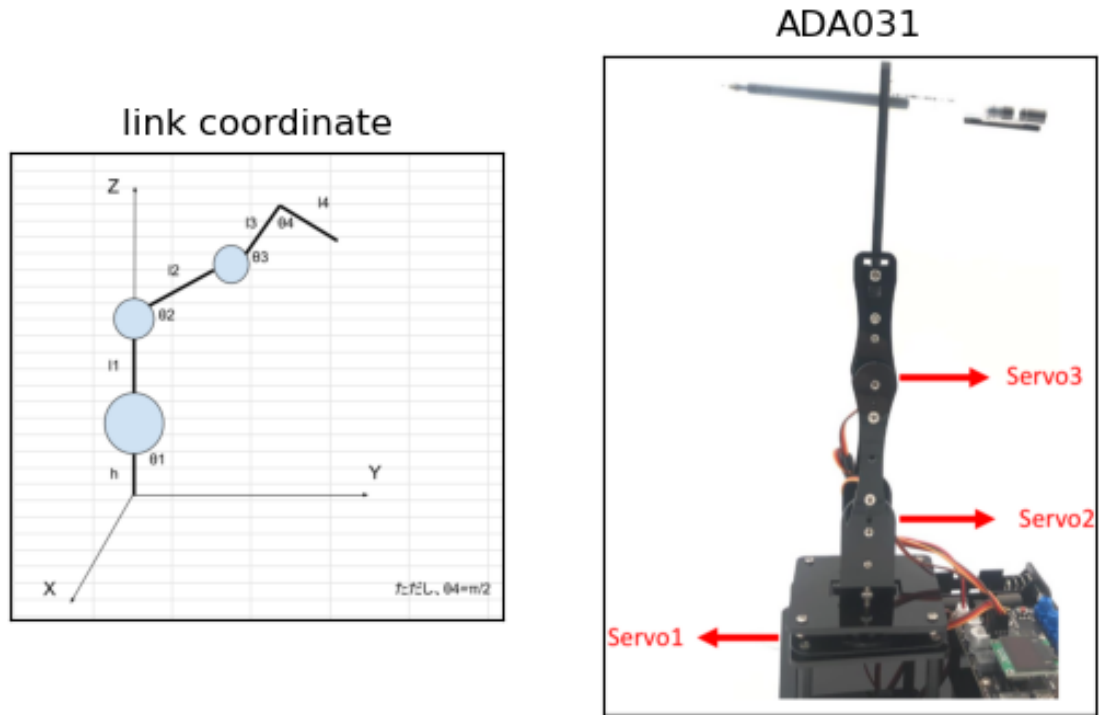 link coordinate
Z
l4
l3
θ4
θ3
l2
θ2
l1
θ1
h
Y
X
ただし、θ4=π/2
ADA031
Servo3
Servo2
Servo1